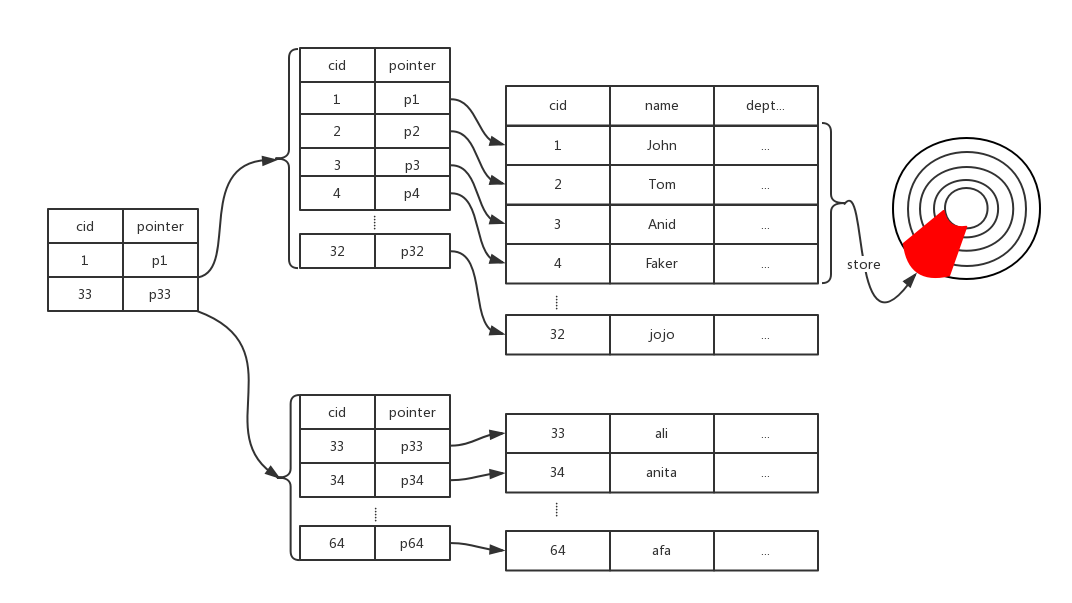 cid pointer
1 p1
33 p33
cid pointer
1 p1
2 p2
3 p3
4 p4
32 p32
cid name dept...
1 John ...
2 Tom ...
3 Anid ...
4 Faker ...
32 jojo ...
store
cid pointer
33 p33
34 p34
64 p64
33 ali ...
34 anita ...
64 afa ...